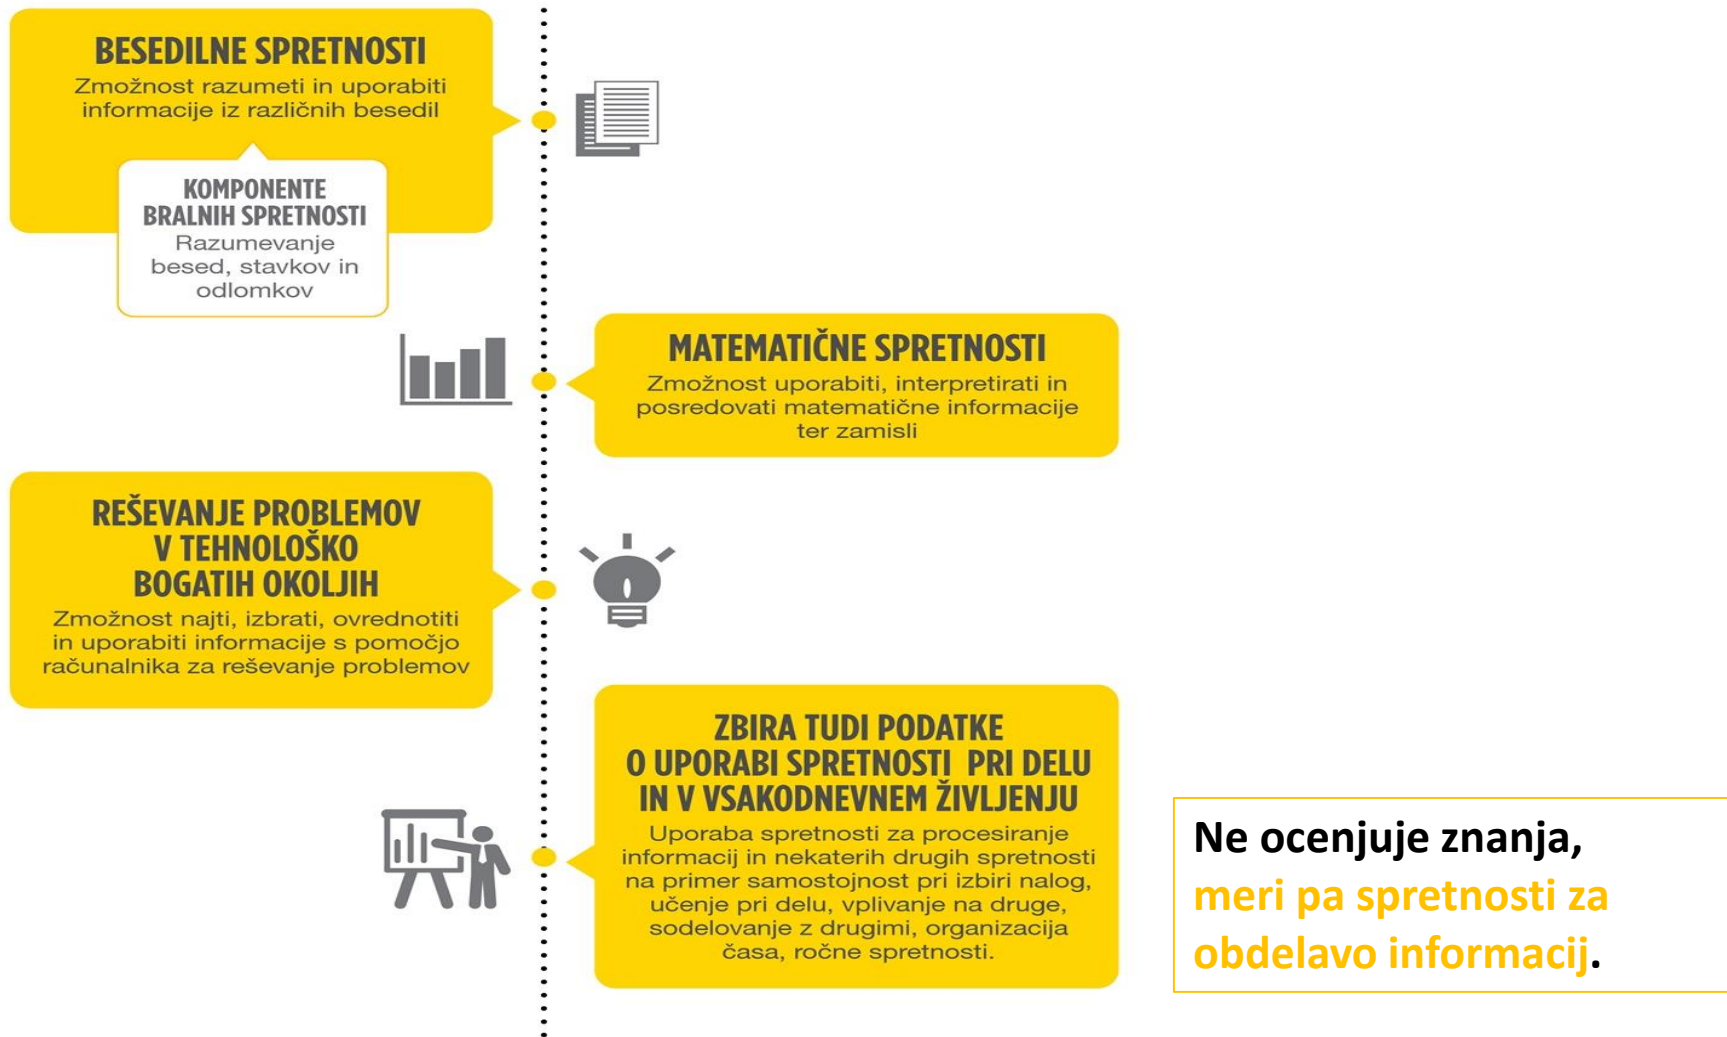 BESEDILNE SPRETNOSTI
Zmožnost razumeti in uporabiti
informacije iz različnih besedil
KOMPONENTE
BRALNIH SPRETNOSTI
Razumevanje
besed, stavkov in
odlomkov
MATEMATIČNE SPRETNOSTI
Zmožnost uporabiti, interpretirati in
posredovati matematične informacije
ter zamisli
REŠEVANJE PROBLEMOV
V TEHNOLOŠKO
BOGATIH OKOLJIH
Zmožnost najti, izbrati, ovrednotiti
in uporabiti informacije s pomočjo
računalnika za reševanje problemov
ZBIRA TUDI PODATKE
O UPORABI SPRETNOSTI PRI DELU
IN V VSAKODNEVNEM ŽIVLJENJU
Uporaba spretnosti za procesiranje
informacij in nekaterih drugih spretnosti
na primer samostojnost pri izbiri nalog,
učenje pri delu, vplivanje na druge,
sodelovanje z drugimi, organizacija
časa, ročne spretnosti.
Ne ocenjuje znanja,
meri pa spretnosti za
obdelavo informacij.